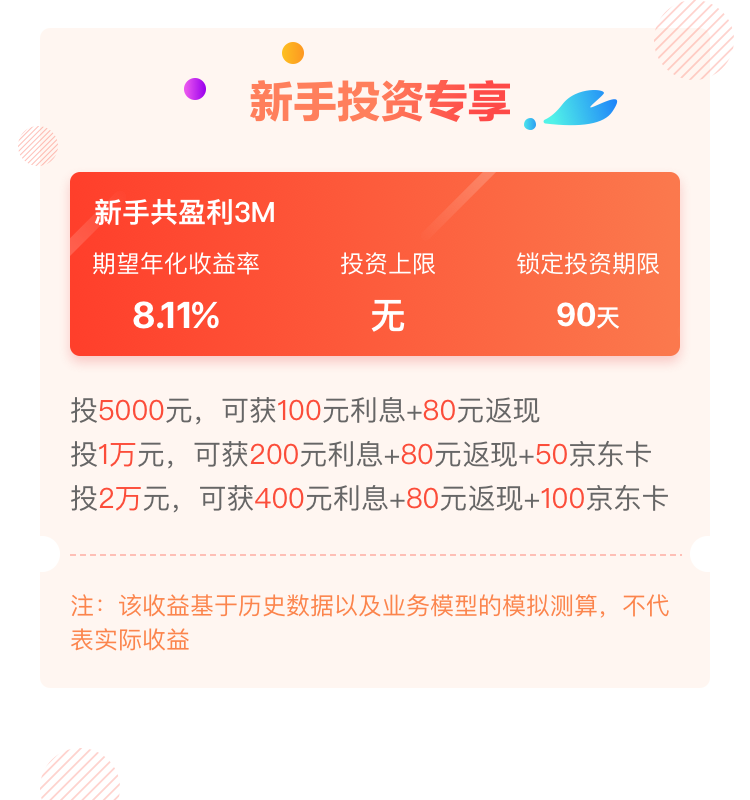 新手投资专享
新手共盈利3M
期望年化收益率 投资上限 锁定投资期限
8.11% 无 90天
投5000元，可获100元利息+80元返现
投1万元，可获200元利息+80元返现+50京东卡
投2万元，可获400元利息+80元返现+100京东卡
注：该收益基于历史数据以及业务模型的模拟测算，不代
表实际收益